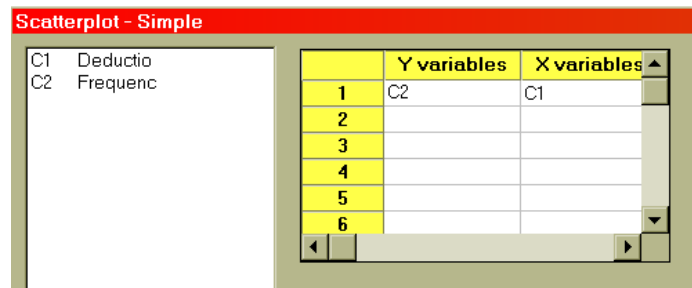 Scatterplot - Simple
C1 Deductio
C2 Frequenc
Y variables X variables
1 C2 C1
2
3
4
5
6